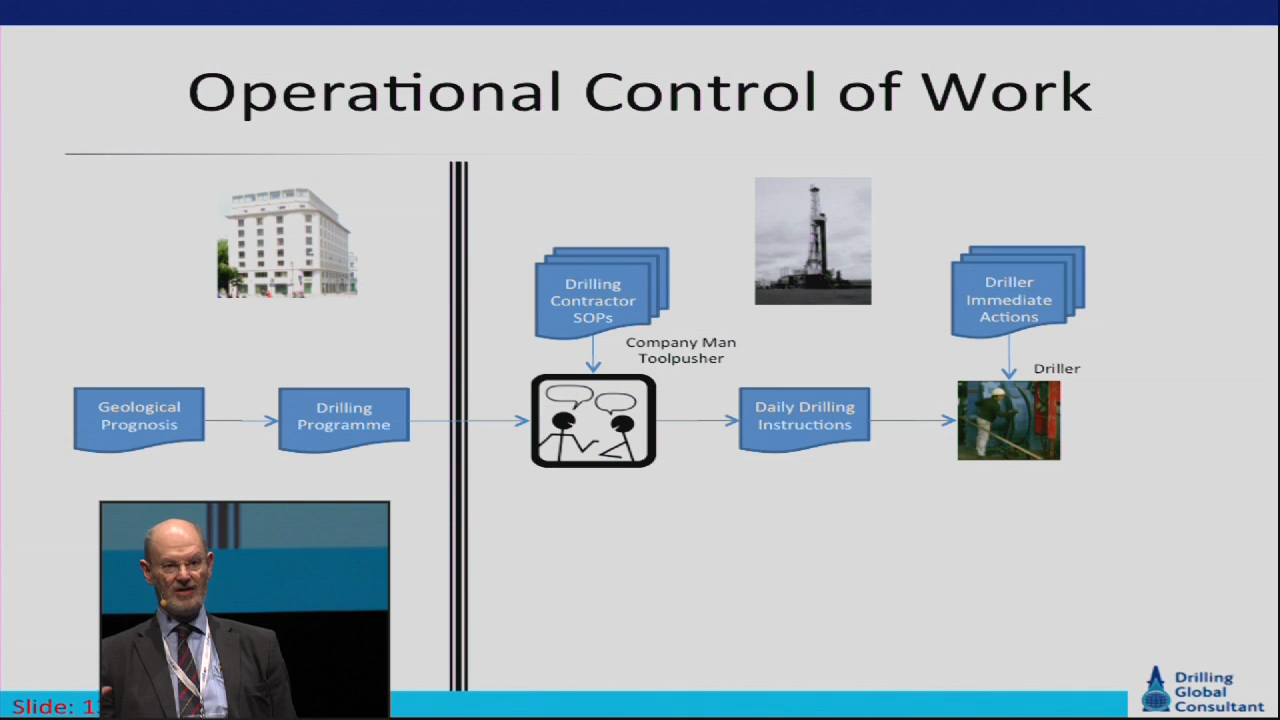 Operational Control of Work
Drilling
Contractor
SOPs
Driller
Immediate
Actions
Company Man
Toolpusher
Driller
Geological
Prognosis
Drilling
Programme
Daily Drilling
Instructions
Slide:
Drilling
Global
Consultant